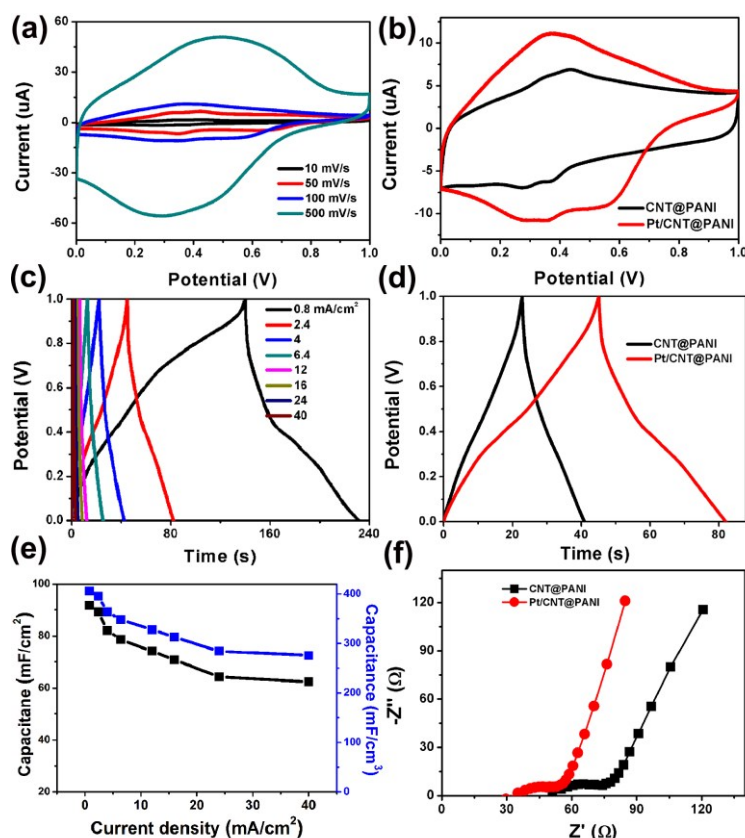 (a)
60
30
0
-30
-60
Current (uA)
10 mV/s
50 mV/s
100 mV/s
500 mV/s
0.0 0.2 0.4 0.6 0.8 1.0
Potential (V)
(b)
10
5
0
-5
-10
Current (uA)
CNT@PANI
Pt/CNT@PANI
0.0 0.2 0.4 0.6 0.8 1.0
Potential (V)
(c)
1.0
0.8
0.6
0.4
0.2
0.0
Potential (V)
0.8 mA/cm²
2.4
4
6.4
12
16
24
40
0 80 160 240
Time (s)
(d)
1.0
0.8
0.6
0.4
0.2
0.0
Potential (V)
CNT@PANI
Pt/CNT@PANI
0 20 40 60 80
Time (s)
(e)
100
80
60
40
20
0
Capacitane (mF/cm²)
400
300
200
100
0
Capacitance (mF/cm³)
0 10 20 30 40
Current density (mA/cm²)
(f)
120
90
60
30
0
-Z'' (Ω)
CNT@PANI
Pt/CNT@PANI
0 30 60 90 120
Z' (Ω)